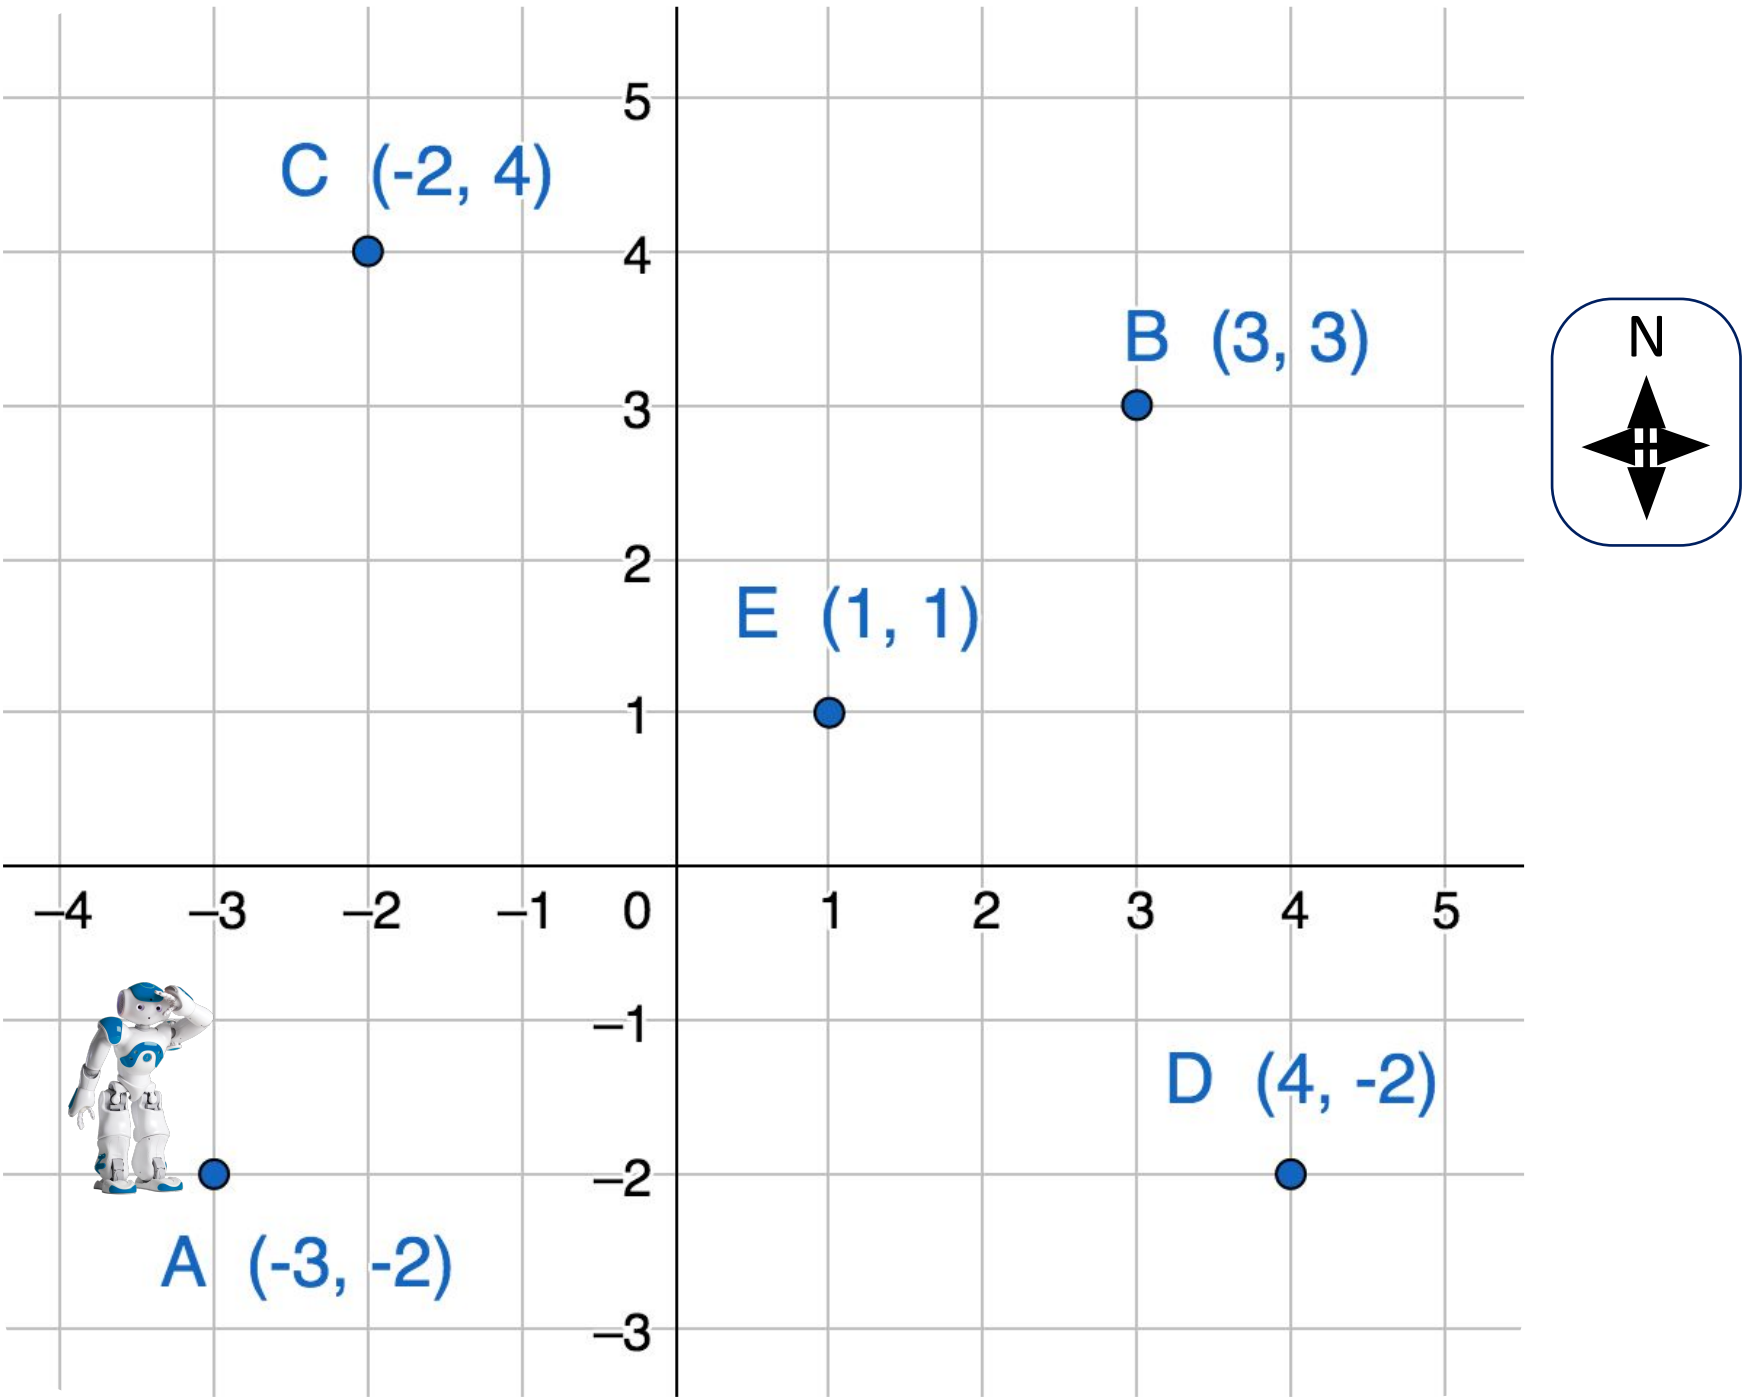 5
C (-2, 4)
4
N
B (3, 3)
3
2
E (1, 1)
1
–4 –3 –2 –1 0 1 2 3 4 5
–1
D (4, -2)
–2
A (-3, -2)
–3